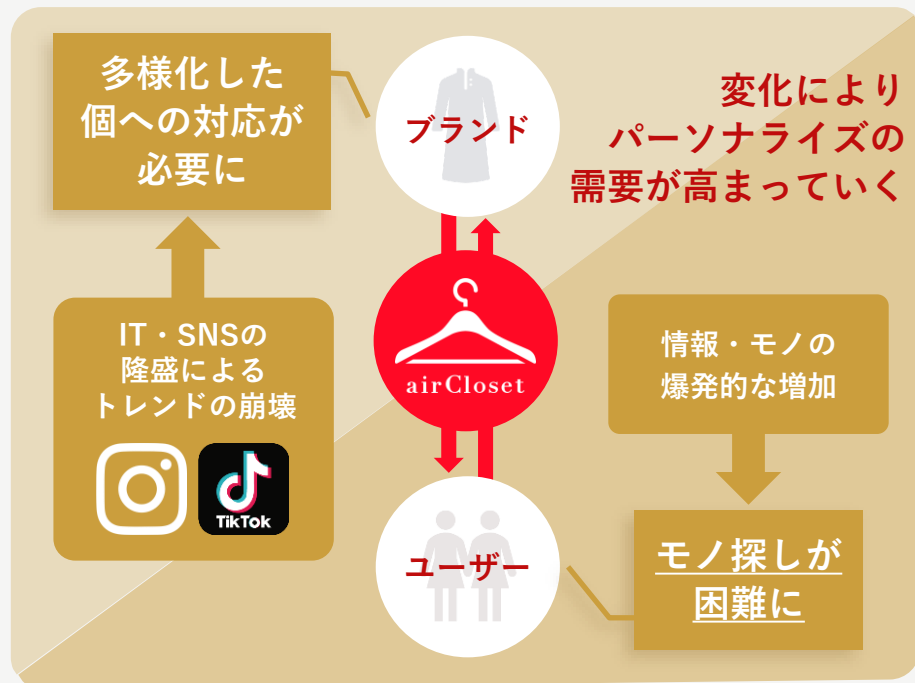 多様化した
個への対応が
必要に
ブランド
変化により
パーソナライズの
需要が高まっていく
IT・SNSの
隆盛による
トレンドの崩壊
TikTok
airCloset
情報・モノの
爆発的な増加
ユーザー
モノ探しが
困難に